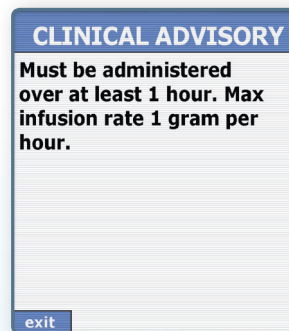 CLINICAL ADVISORY
Must be administered
over at least 1 hour. Max
infusion rate 1 gram per
hour.
exit